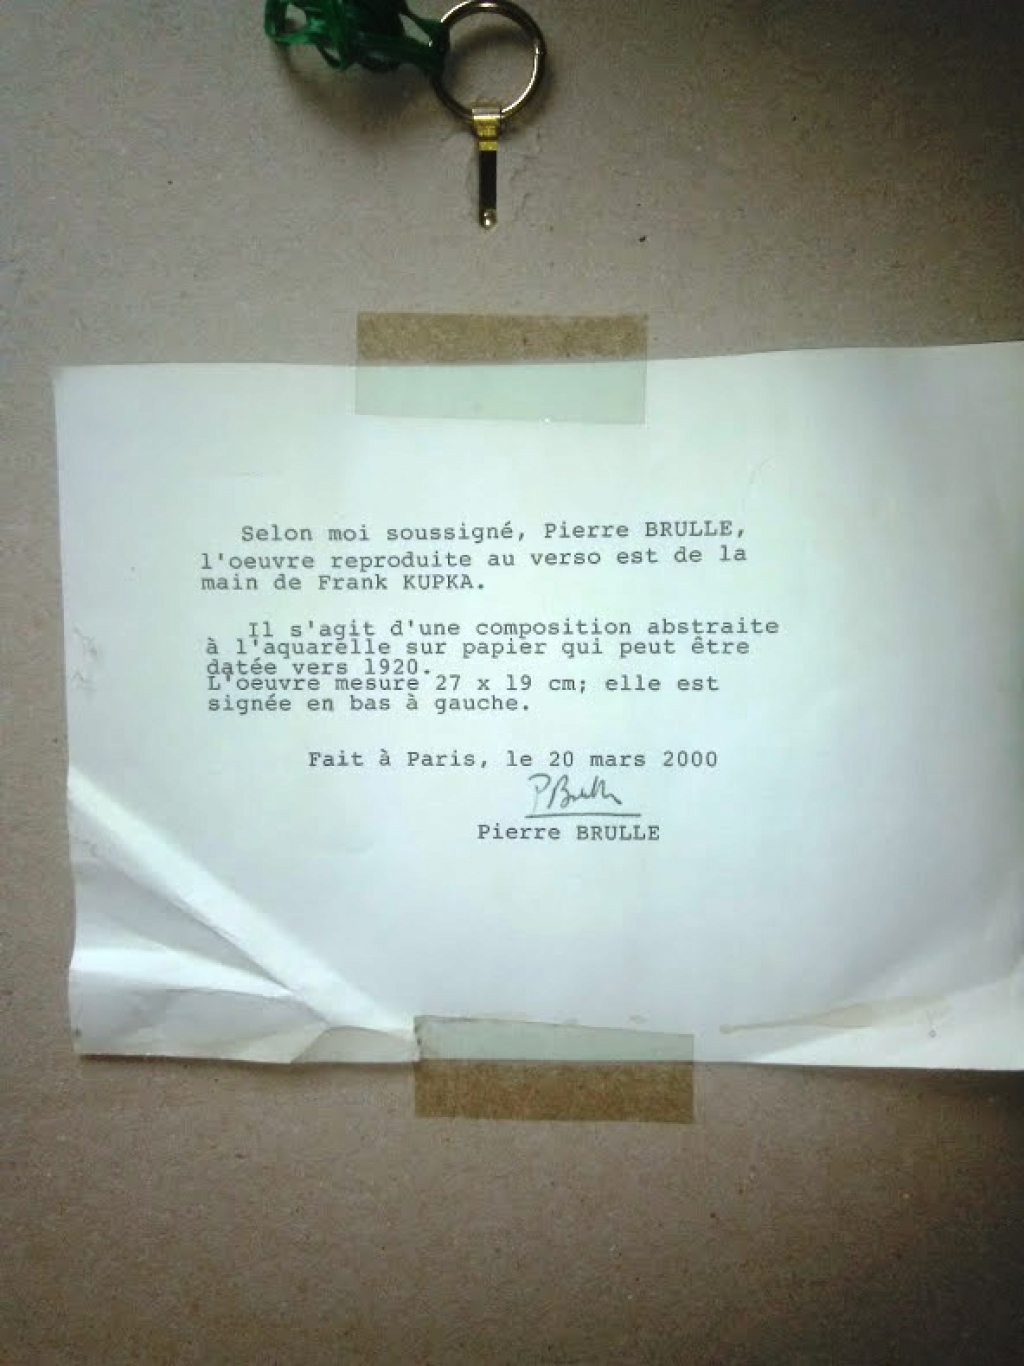 Selon moi soussigné, Pierre BRULLE,
l'oeuvre reproduite au verso est de la
main de Frank KUPKA.
Il s'agit d'une composition abstraite
à l'aquarelle sur papier qui peut être
datée vers 1920.
L'oeuvre mesure 27 x 19 cm; elle est
signée en bas à gauche.
Fait à Paris, le 20 mars 2000
PBrulle
Pierre BRULLE